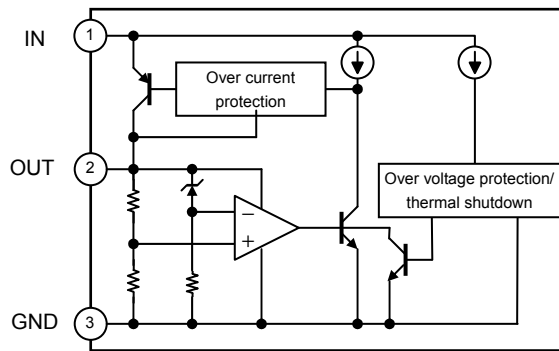 IN
1
Over current
protection
OUT
2
Over voltage protection/
thermal shutdown
−
+
GND
3